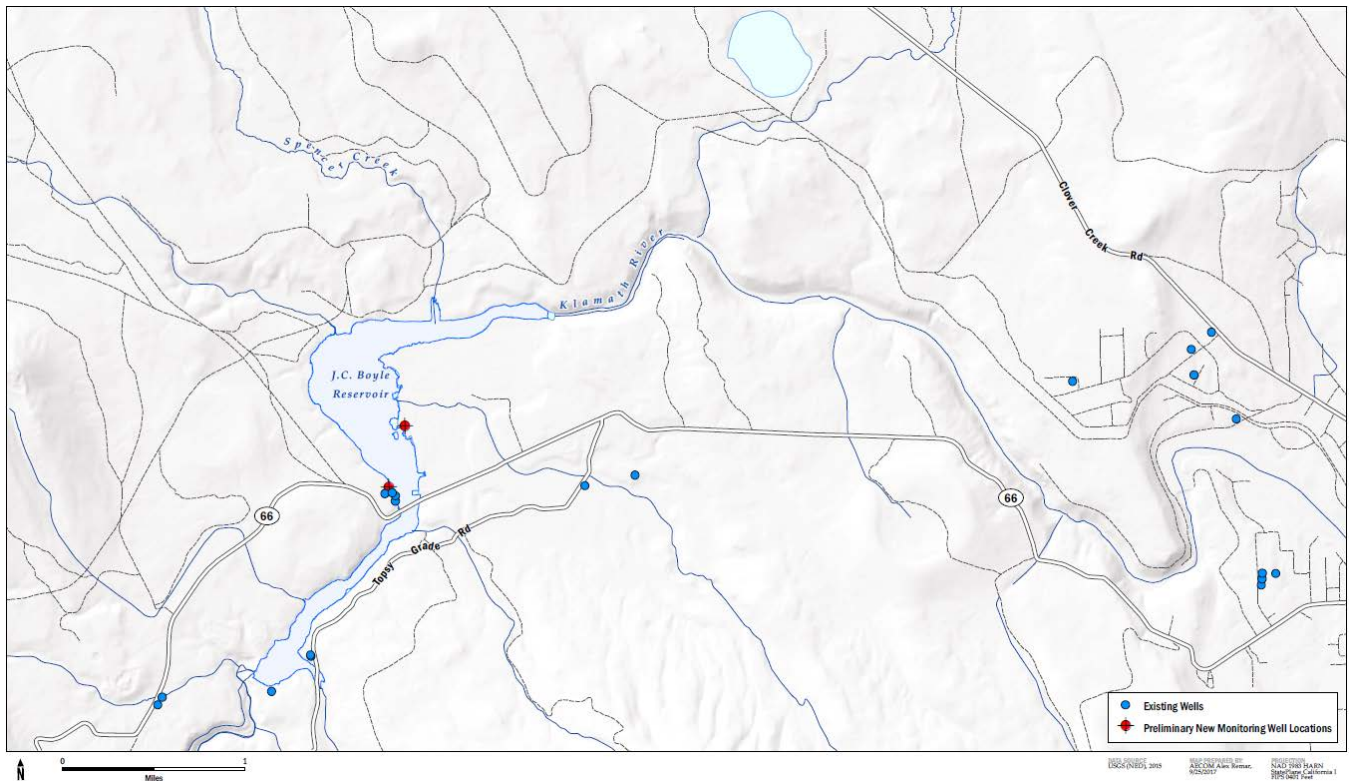 Spencer Creek
Klamath River
Clover Creek Rd
J.C. Boyle
Reservoir
66
66
Topsy Grade Rd
Existing Wells
Preliminary New Monitoring Well Locations
N
0 1
Miles
DATA SOURCE
USGS (NED), 2015
MAP PREPARED BY
AECOM Alex Remar,
9/25/2017
PROJECTION
NAD 1983 HARN
StatePlane California I
FIPS 0401 Feet